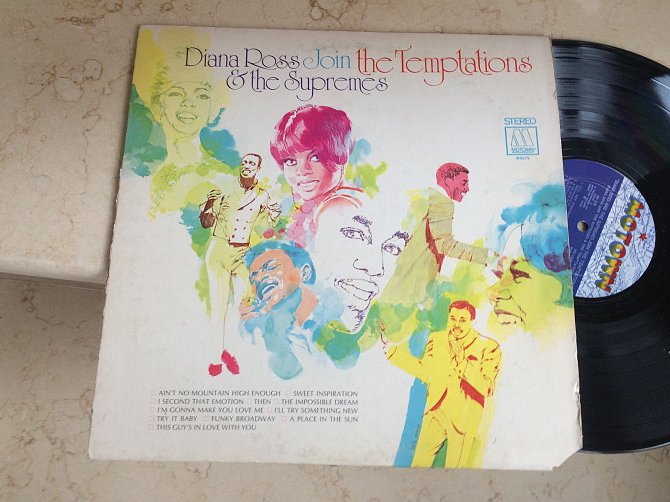 Diana Ross Join the Temptations
& the Supremes
STEREO
M
MOTOWN
AIN'T NO MOUNTAIN HIGH ENOUGH SWEET INSPIRATION
I SECOND THAT EMOTION THEN THE IMPOSSIBLE DREAM
I'M GONNA MAKE YOU LOVE ME I'LL TRY SOMETHING NEW
TRY IT BABY FUNKY BROADWAY A PLACE IN THE SUN
THIS GUY'S IN LOVE WITH YOU
MOTOWN